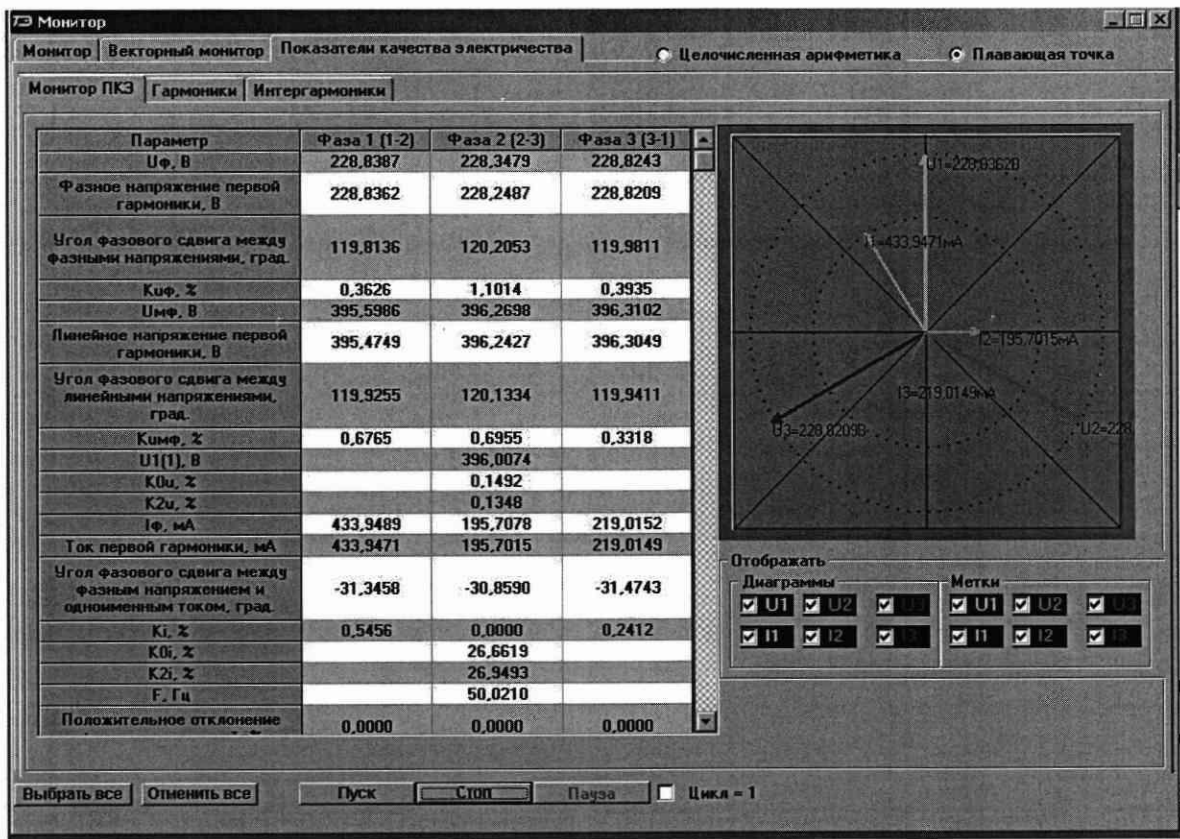 ТЭ Монитор
Монитор Векторный монитор Показатели качества электричества Целочисленная арифметика Плавающая точка
Монитор ПКЭ Гармоники Интергармоники
Параметр Фаза 1 (1-2) Фаза 2 (2-3) Фаза 3 (3-1)
Uф, В 228,8387 228,3479 228,8243
Фазное напряжение первой гармоники, В 228,8362 228,2487 228,8209
Угол фазового сдвига между фазными напряжениями, град. 119,8136 120,2053 119,9811
Kuф, % 0,3626 1,1014 0,3935
Uмф, В 395,5986 396,2698 396,3102
Линейное напряжение первой гармоники, В 395,4749 396,2427 396,3049
Угол фазового сдвига между линейными напряжениями, град. 119,9255 120,1334 119,9411
Kuмф, % 0,6765 0,6955 0,3318
U1(1), В 396,0074
K0u, % 0,1492
K2u, % 0,1348
Iф, мА 433,9489 195,7078 219,0152
Ток первой гармоники, мА 433,9471 195,7015 219,0149
Угол фазового сдвига между фазным напряжением и одноименным током, град. -31,3458 -30,8590 -31,4743
Ki, % 0,5456 0,0000 0,2412
K0i, % 26,6619
K2i, % 26,9493
F, Гц 50,0210
Положительное отклонение 0,0000 0,0000 0,0000
U1=228,8362В
I1=433,9471мА
I2=195,7015мА
I3=219,0149мА
U3=228,8209В
U2=228,
Отображать
Диаграммы Метки
U1 U2 U3 U1 U2 U3
I1 I2 I3 I1 I2 I3
Выбрать все Отменить все Пуск Стоп Пауза Цикл = 1